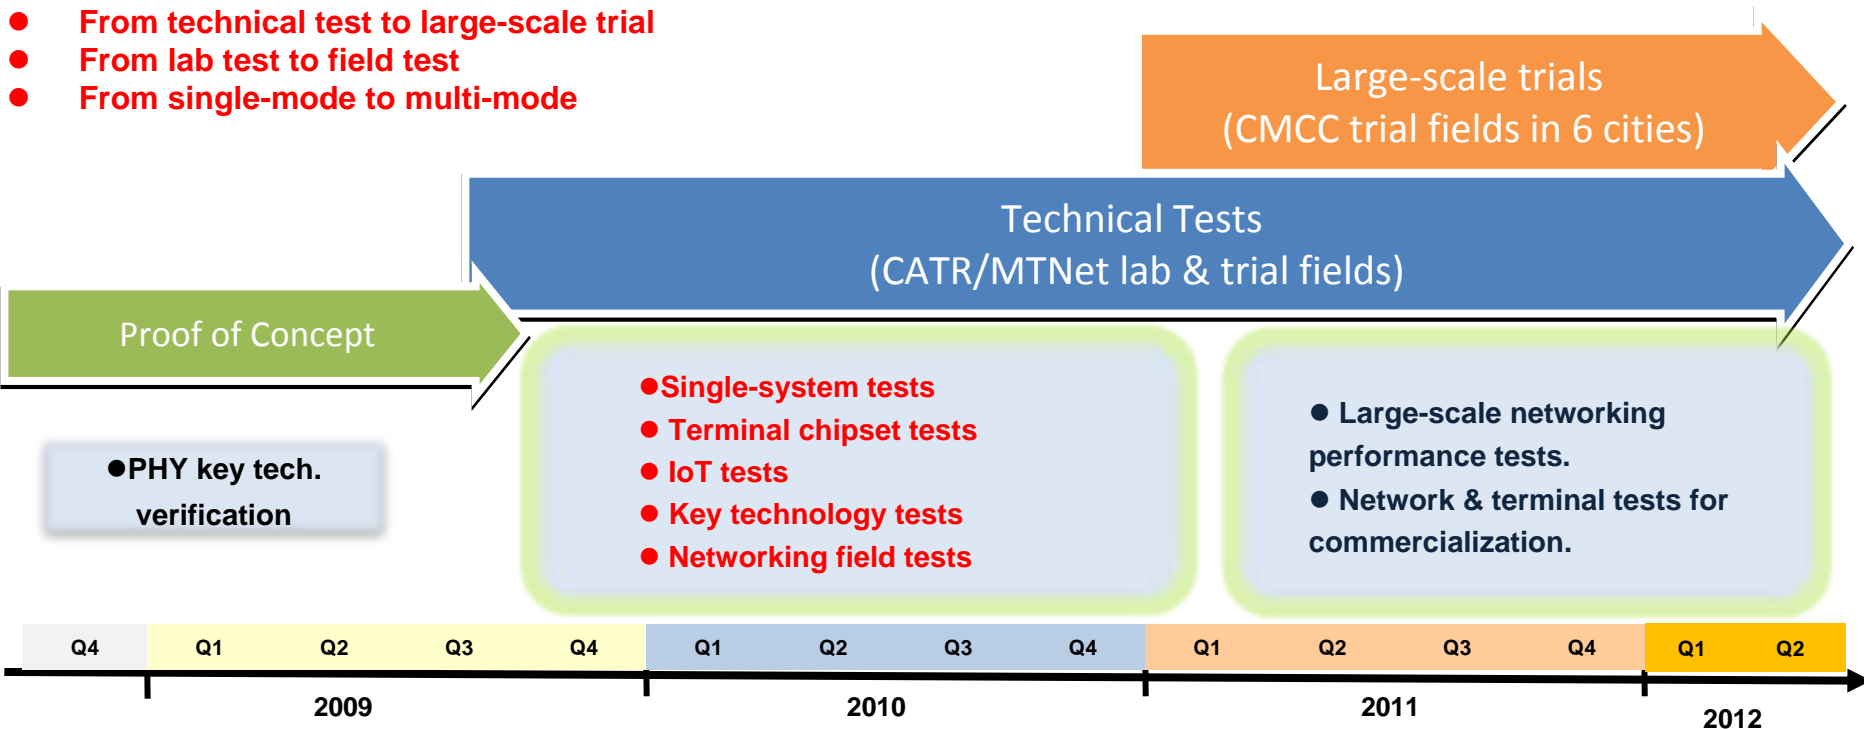 ● From technical test to large-scale trial
● From lab test to field test
● From single-mode to multi-mode
Large-scale trials
(CMCC trial fields in 6 cities)
Technical Tests
(CATR/MTNet lab & trial fields)
Proof of Concept
●PHY key tech.
verification
●Single-system tests
● Terminal chipset tests
● IoT tests
● Key technology tests
● Networking field tests
● Large-scale networking
performance tests.
● Network & terminal tests for
commercialization.
Q4 Q1 Q2 Q3 Q4 Q1 Q2 Q3 Q4 Q1 Q2 Q3 Q4 Q1 Q2
2009 2010 2011 2012